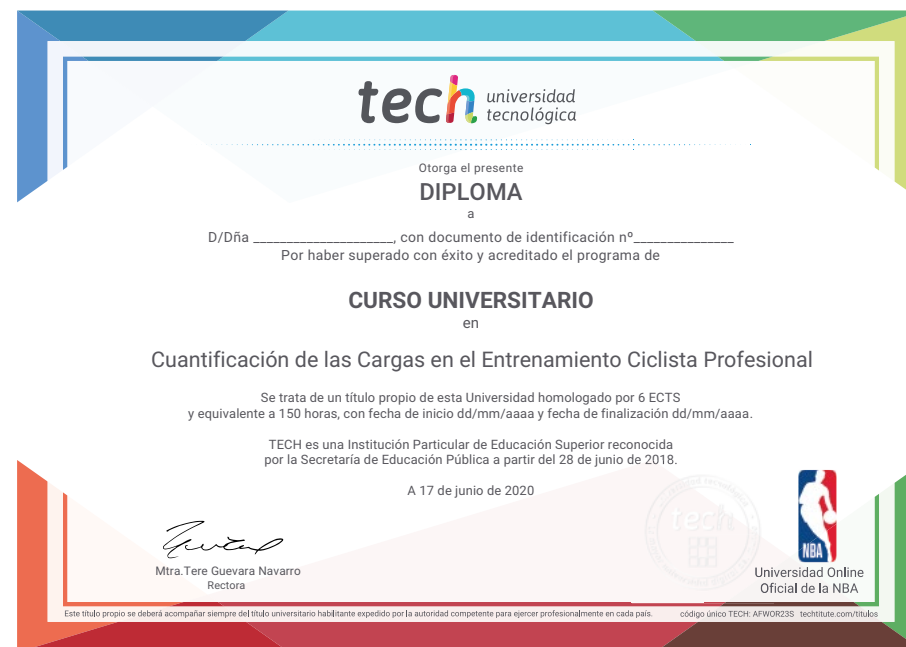 tech universidad
tecnológica
Otorga el presente
DIPLOMA
a
D/Dña _____________________, con documento de identificación nº_______________
Por haber superado con éxito y acreditado el programa de
CURSO UNIVERSITARIO
en
Cuantificación de las Cargas en el Entrenamiento Ciclista Profesional
Se trata de un título propio de esta Universidad homologado por 6 ECTS
y equivalente a 150 horas, con fecha de inicio dd/mm/aaaa y fecha de finalización dd/mm/aaaa.
TECH es una Institución Particular de Educación Superior reconocida
por la Secretaría de Educación Pública a partir del 28 de junio de 2018.
A 17 de junio de 2020
tech
NBA
Mtra.Tere Guevara Navarro
Rectora
Universidad Online
Oficial de la NBA
Este título propio se deberá acompañar siempre del título universitario habilitante expedido por la autoridad competente para ejercer profesionalmente en cada país. código único TECH: AFWOR23S techtitute.com/titulos